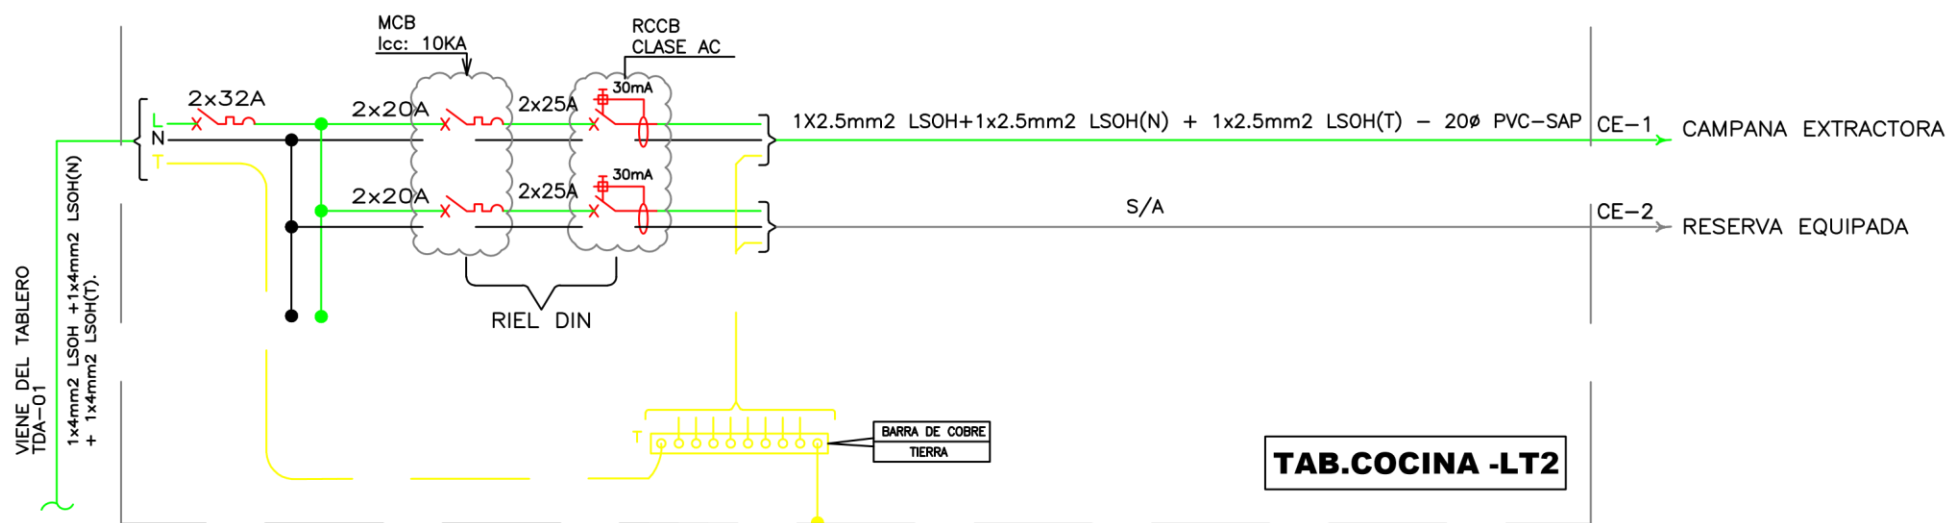 MCB
Icc: 10KA
RCCB
CLASE AC
2x32A
2x20A
2x25A
30mA
L
N
T
1X2.5mm2 LSOH+1x2.5mm2 LSOH(N) + 1x2.5mm2 LSOH(T) - 20ø PVC-SAP
CE-1
CAMPANA EXTRACTORA
2x20A
2x25A
30mA
S/A
CE-2
RESERVA EQUIPADA
RIEL DIN
VIENE DEL TABLERO
TDA-01
1x4mm2 LSOH +1x4mm2 LSOH(N)
+ 1x4mm2 LSOH(T).
T
BARRA DE COBRE
TIERRA
TAB.COCINA -LT2